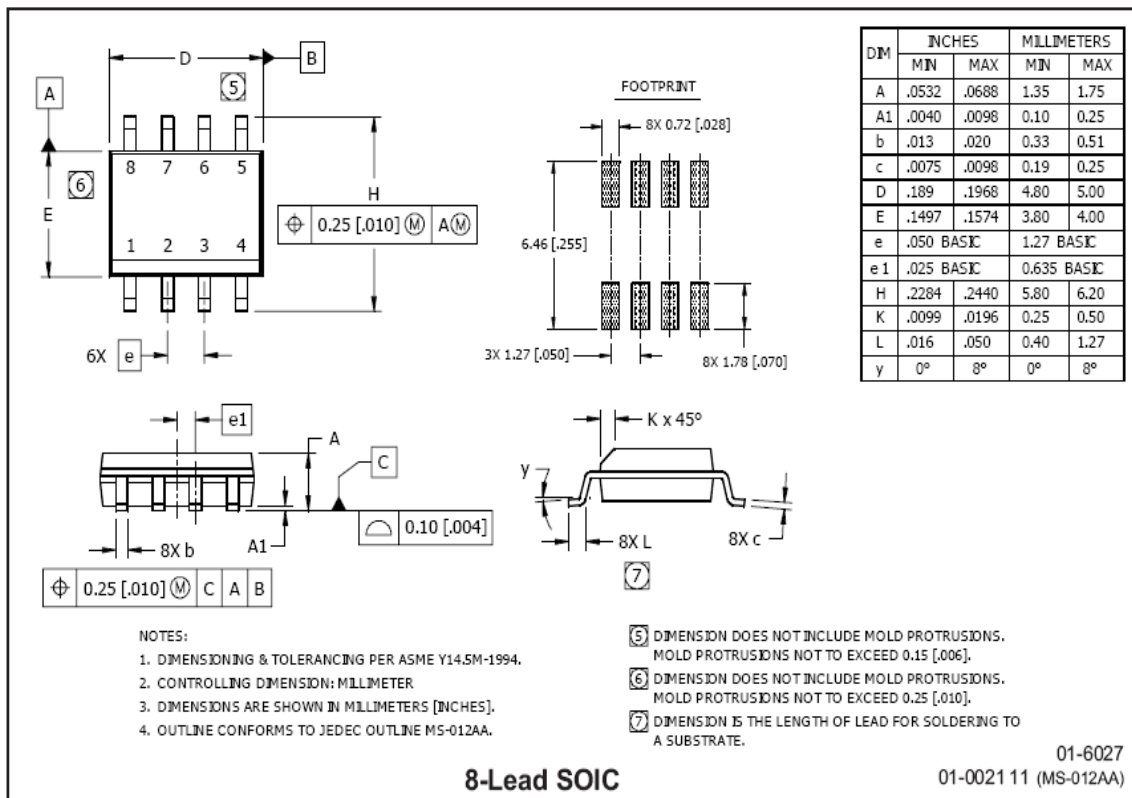 D
B
5
A
8 7 6 5
6
E
H
⌖ 0.25 [.010] Ⓜ A Ⓜ
1 2 3 4
6X e
FOOTPRINT
8X 0.72 [.028]
6.46 [.255]
3X 1.27 [.050]
8X 1.78 [.070]
DIM INCHES MILLIMETERS
MIN MAX MIN MAX
A .0532 .0688 1.35 1.75
A1 .0040 .0098 0.10 0.25
b .013 .020 0.33 0.51
c .0075 .0098 0.19 0.25
D .189 .1968 4.80 5.00
E .1497 .1574 3.80 4.00
e .050 BASIC 1.27 BASIC
e1 .025 BASIC 0.635 BASIC
H .2284 .2440 5.80 6.20
K .0099 .0196 0.25 0.50
L .016 .050 0.40 1.27
y 0° 8° 0° 8°
e1
A
C
⌓ 0.10 [.004]
8X b
A1
⌖ 0.25 [.010] Ⓜ C A B
K x 45°
y
8X L
7
8X c
NOTES:
1. DIMENSIONING & TOLERANCING PER ASME Y14.5M-1994.
2. CONTROLLING DIMENSION: MILLIMETER
3. DIMENSIONS ARE SHOWN IN MILLIMETERS [INCHES].
4. OUTLINE CONFORMS TO JEDEC OUTLINE MS-012AA.
5 DIMENSION DOES NOT INCLUDE MOLD PROTRUSIONS.
MOLD PROTRUSIONS NOT TO EXCEED 0.15 [.006].
6 DIMENSION DOES NOT INCLUDE MOLD PROTRUSIONS.
MOLD PROTRUSIONS NOT TO EXCEED 0.25 [.010].
7 DIMENSION IS THE LENGTH OF LEAD FOR SOLDERING TO
A SUBSTRATE.
8-Lead SOIC
01-6027
01-0021 11 (MS-012AA)